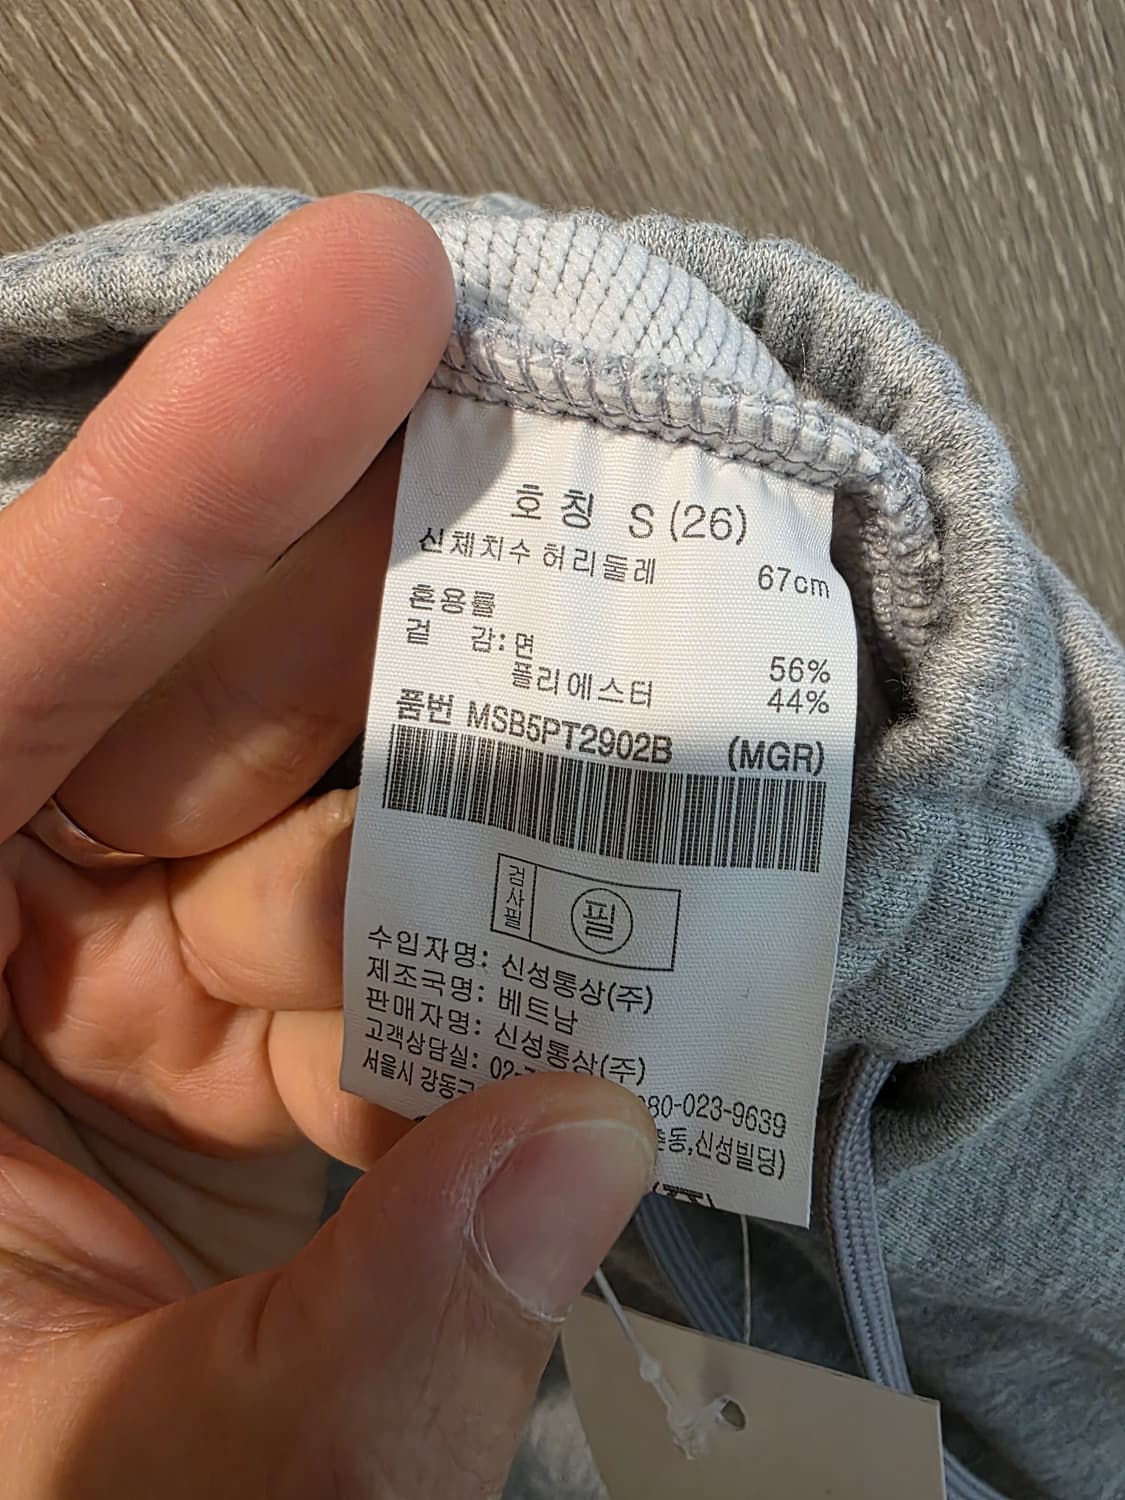 호칭 S (26)
신체치수 허리둘레 67cm
혼용률
겉 감: 면 56%
폴리에스터 44%
품번 MSB5PT2902B (MGR)
검사필 필
수입자명: 신성통상(주)
제조국명: 베트남
판매자명: 신성통상(주)
고객상담실: 02- 080-023-9639
서울시 강동구 신성빌딩)